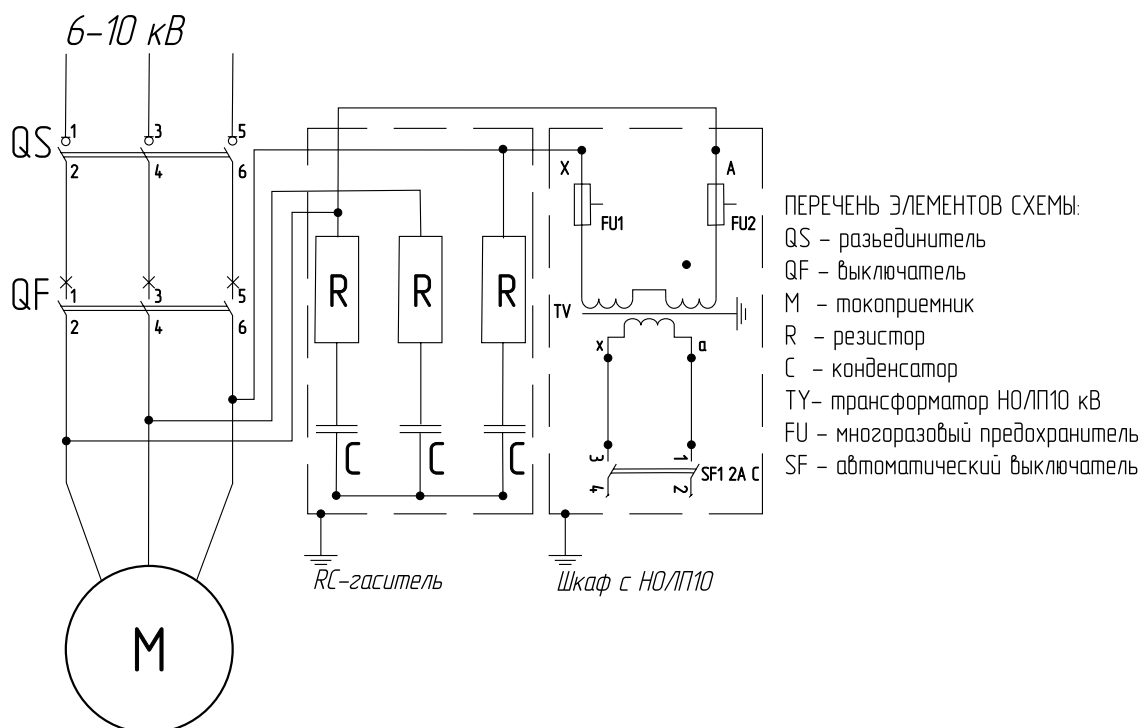 6-10 кВ
QS
1
3
5
2
4
6
QF
1
3
5
2
4
6
M
R
R
R
C
C
C
RC-гаситель
X
A
FU1
FU2
TV
x
a
3
1
SF1 2A C
4
2
Шкаф с НОЛП10
ПЕРЕЧЕНЬ ЭЛЕМЕНТОВ СХЕМЫ:
QS – разьединитель
QF – выключатель
M – токоприемник
R – резистор
C – конденсатор
TY– трансформатор НОЛП10 кВ
FU – многоразовый предохранитель
SF – автоматический выключатель